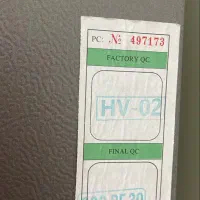 PC: № 497173
FACTORY QC
HV-02
FINAL QC